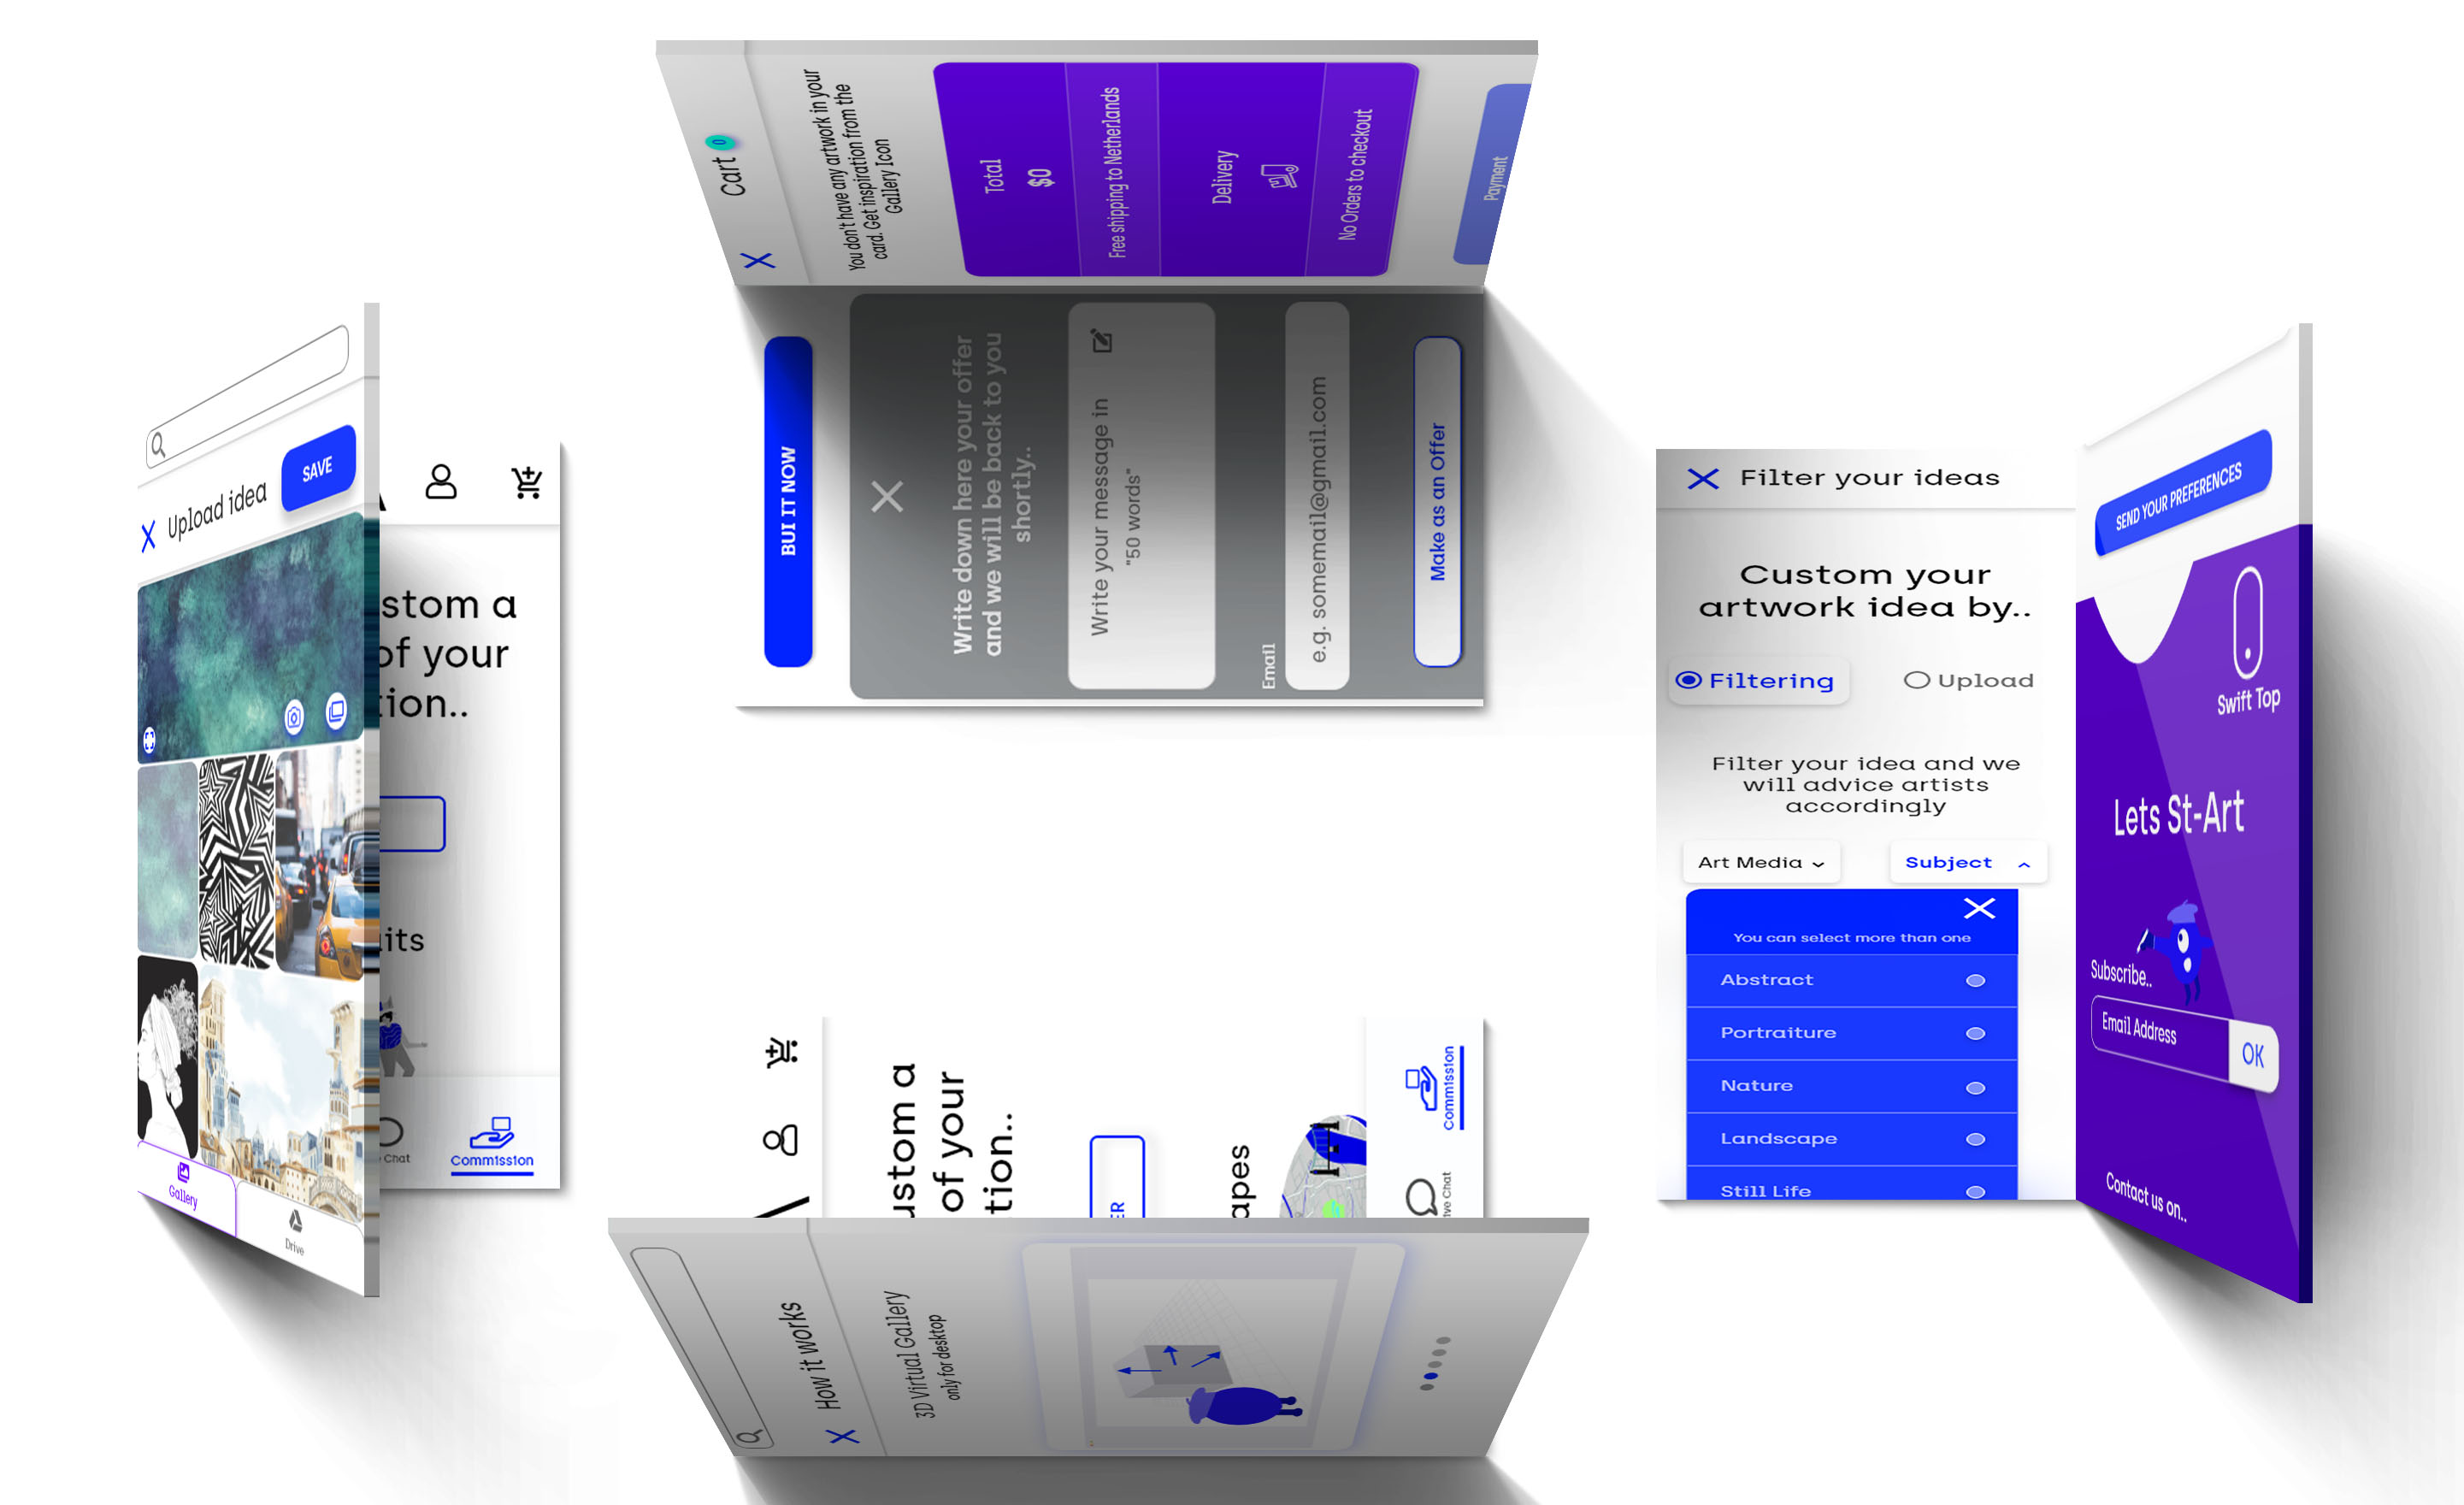 Upload idea
SAVE
Gallery
Drive
stom a
of your
tion..
its
Chat
Commission
Cart 0
You don't have any artwork in your
card. Get inspiration from the
Gallery Icon
Total
$0
Free shipping to Netherlands
Delivery
No Orders to checkout
Payment
BUI IT NOW
Write down here your offer
and we will be back to you
shortly..
Write your message in
"50 words"
Email
e.g. somemail@gmail.com
Make as an Offer
ustom a
of your
tion..
ER
apes
Commission
ive Chat
How it works
3D Virtual Gallery
only for desktop
Filter your ideas
Custom your
artwork idea by..
Filtering
Upload
Filter your idea and we
will advice artists
accordingly
Art Media
Subject
You can select more than one
Abstract
Portraiture
Nature
Landscape
Still Life
SEND YOUR PREFERENCES
Swift Top
Lets St-Art
Subscribe..
Email Address
OK
Contact us on..